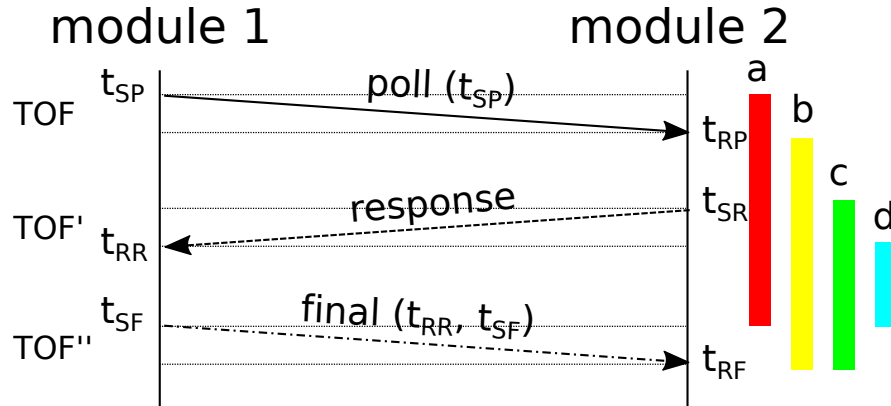 module 1
module 2
t_SP
poll (t_SP)
a
TOF
b
t_RP
c
response
t_SR
d
TOF'
t_RR
t_SF
final (t_RR, t_SF)
TOF''
t_RF